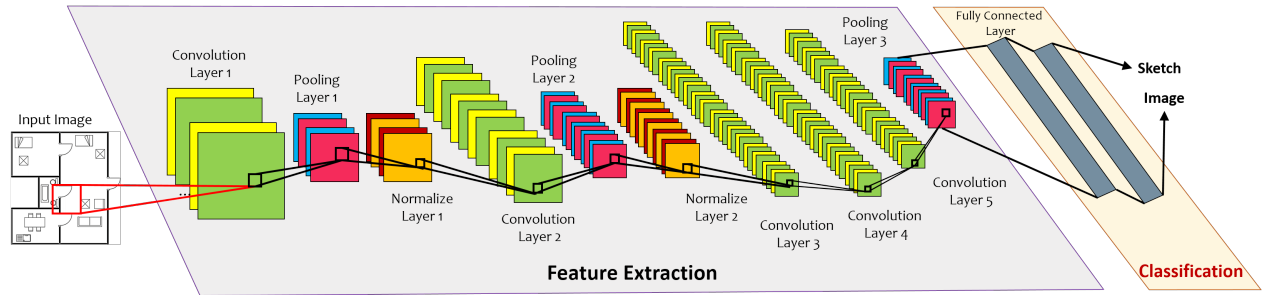 Input Image
Convolution
Layer 1
...
Pooling
Layer 1
Normalize
Layer 1
Convolution
Layer 2
Pooling
Layer 2
Normalize
Layer 2
Convolution
Layer 3
Convolution
Layer 4
Convolution
Layer 5
Pooling
Layer 3
Fully Connected
Layer
Sketch
Image
Feature Extraction
Classification